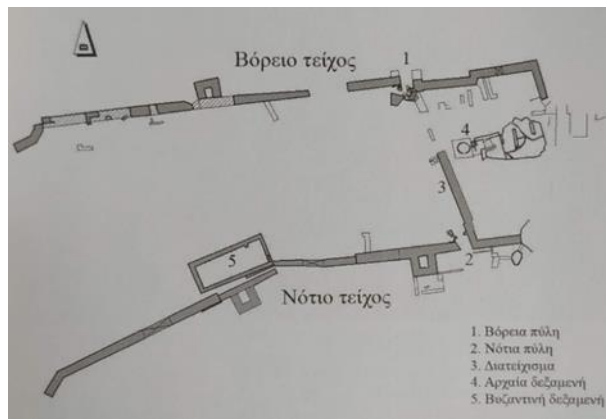 Βόρειο τείχος
1
4
3
5
2
Νότιο τείχος
1. Βόρεια πύλη
2. Νότια πύλη
3. Διατείχισμα
4. Αρχαία δεξαμενή
5. Βυζαντινή δεξαμενή